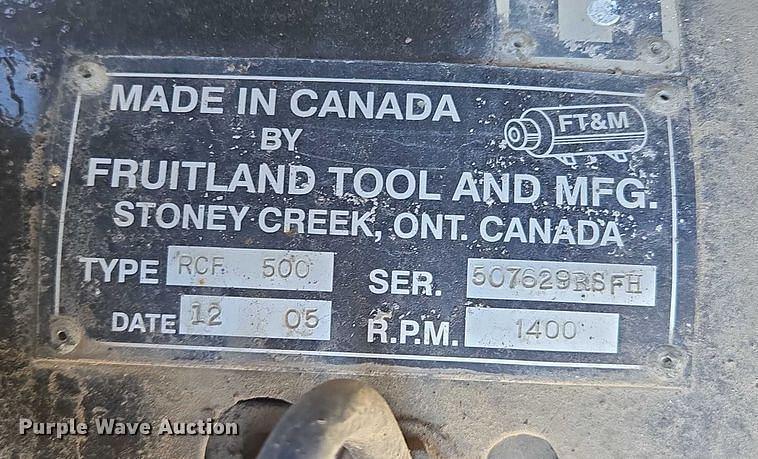 MADE IN CANADA
FT&M
BY
FRUITLAND TOOL AND MFG.
STONEY CREEK, ONT. CANADA
TYPE RCF 500 SER. 507629RSFH
DATE 12 05 R.P.M. 1400
Purple Wave Auction®